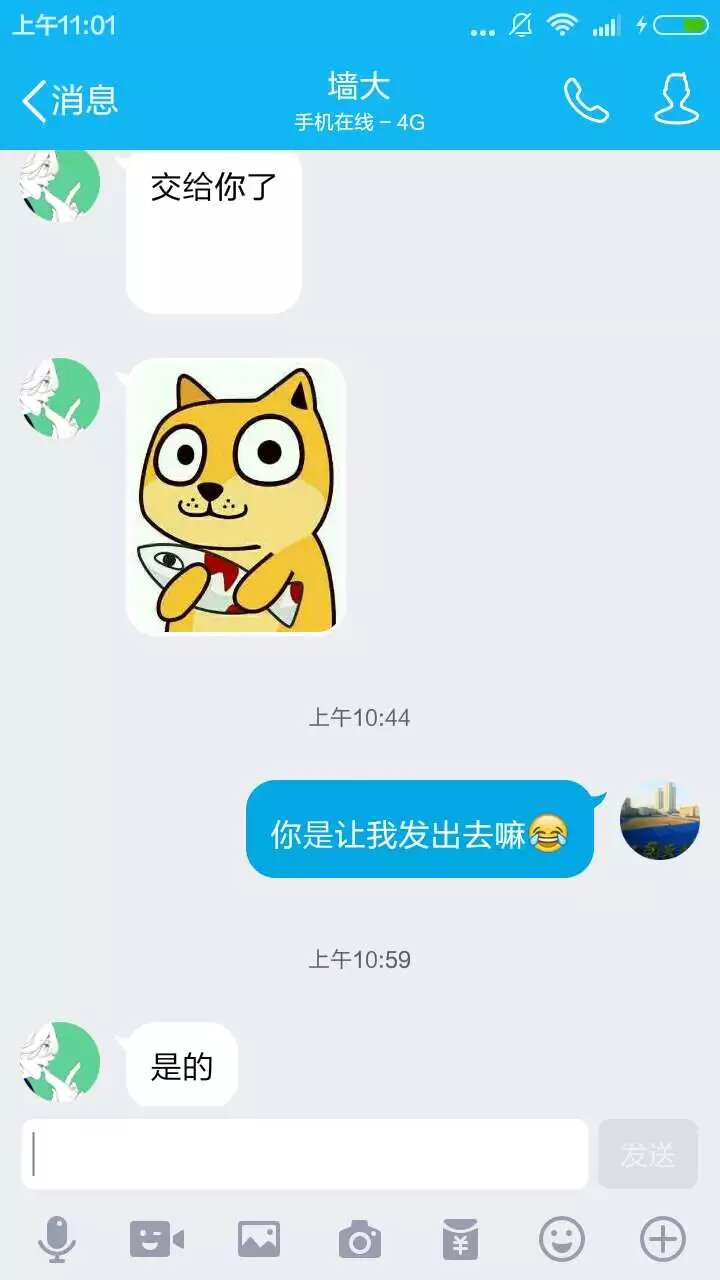 上午11:01
消息
墙大
手机在线 – 4G
交给你了
上午10:44
你是让我发出去嘛😂
上午10:59
是的
发送